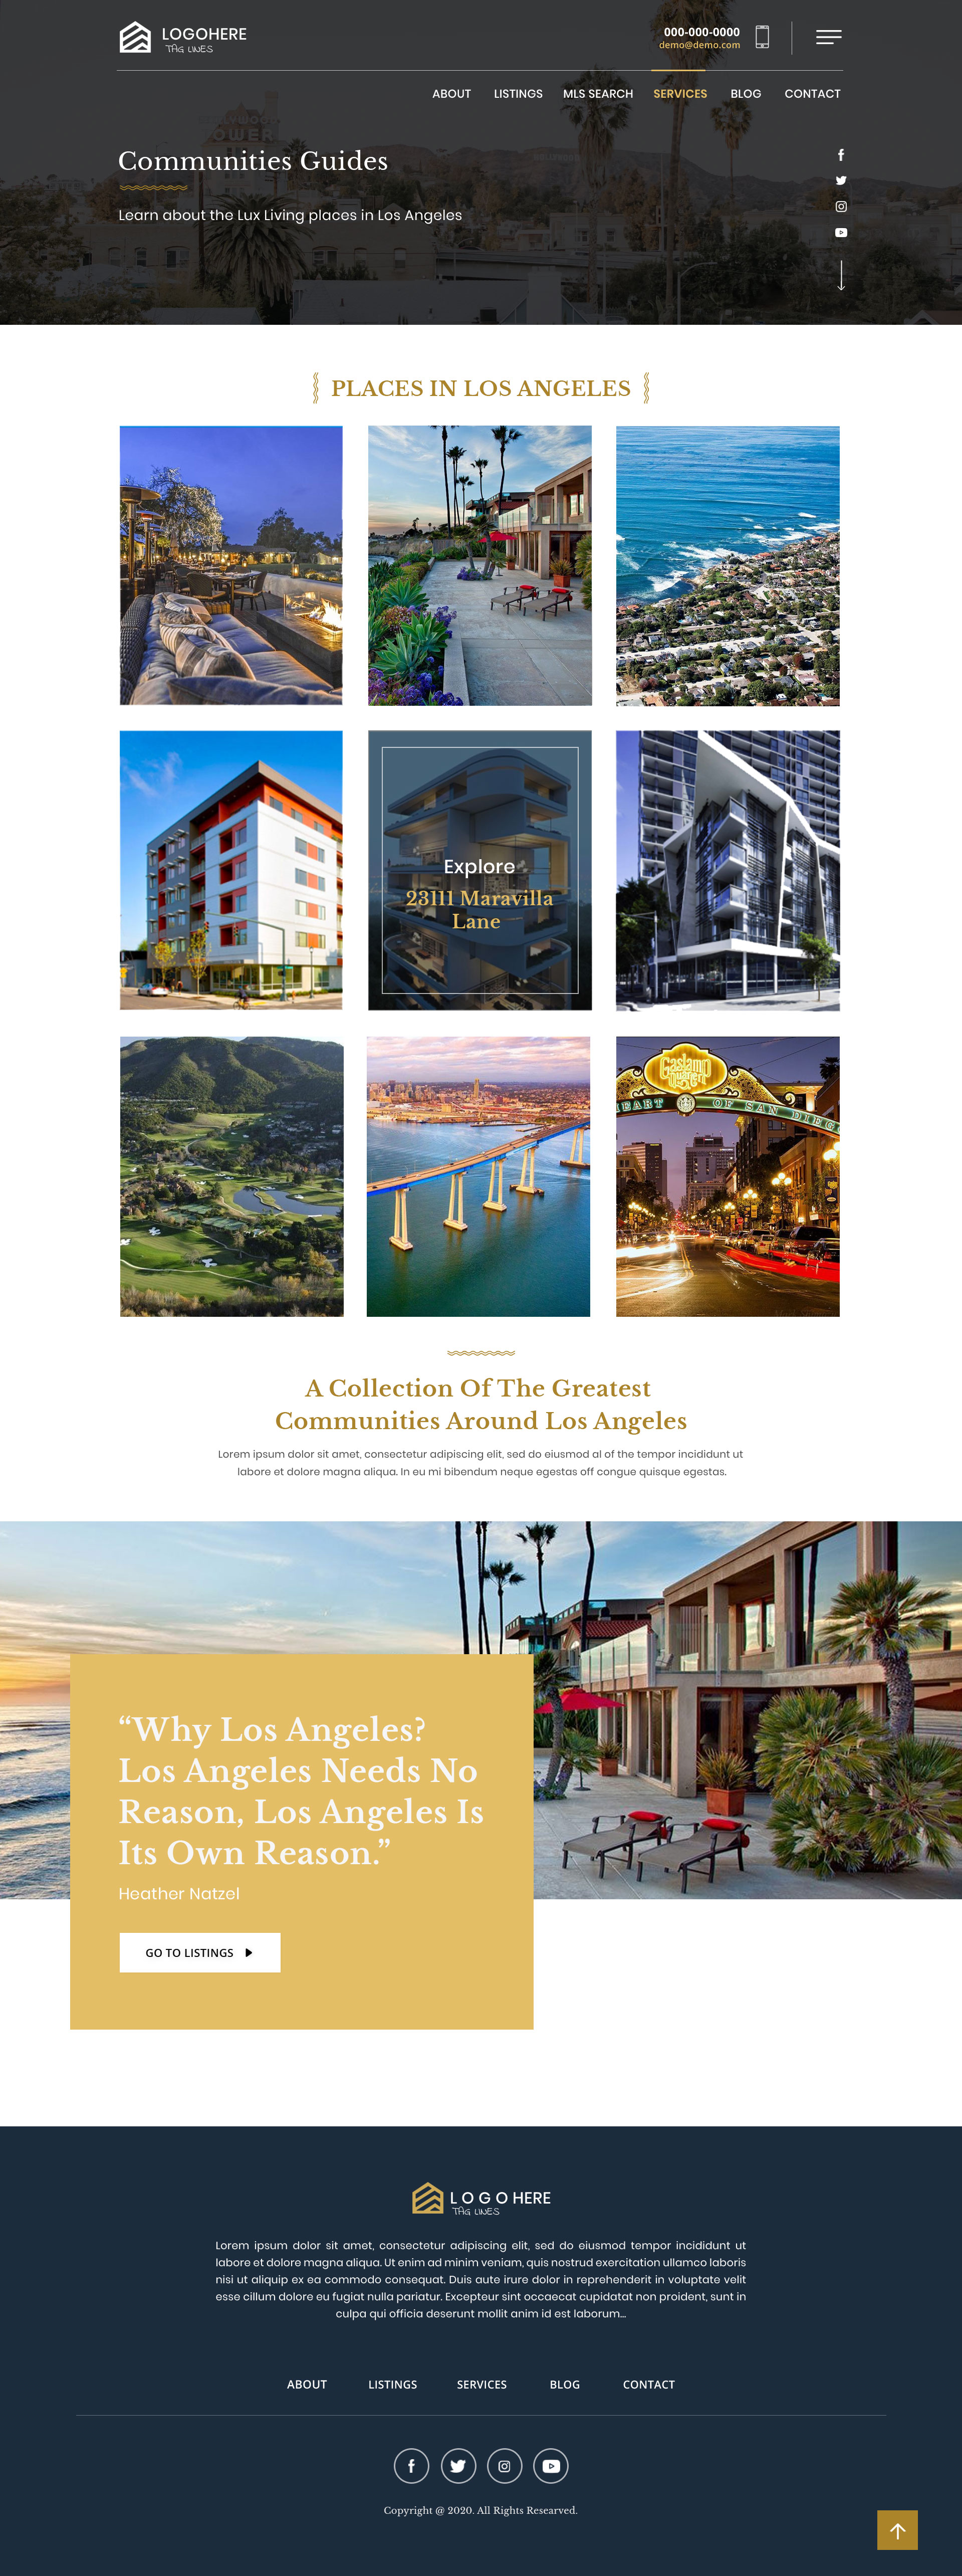 LOGOHERE
TAG LINES
000-000-0000
demo@demo.com
ABOUT LISTINGS MLS SEARCH SERVICES BLOG CONTACT
Communities Guides
Learn about the Lux Living places in Los Angeles
PLACES IN LOS ANGELES
Explore
23111 Maravilla
Lane
Gaslamp
Quarter
HEART OF SAN DIEG
A Collection Of The Greatest
Communities Around Los Angeles
Lorem ipsum dolor sit amet, consectetur adipiscing elit, sed do eiusmod al of the tempor incididunt ut
labore et dolore magna aliqua. In eu mi bibendum neque egestas off congue quisque egestas.
“Why Los Angeles?
Los Angeles Needs No
Reason, Los Angeles Is
Its Own Reason.”
Heather Natzel
GO TO LISTINGS
LOGO HERE
TAG LINES
Lorem ipsum dolor sit amet, consectetur adipiscing elit, sed do eiusmod tempor incididunt ut
labore et dolore magna aliqua. Ut enim ad minim veniam, quis nostrud exercitation ullamco laboris
nisi ut aliquip ex ea commodo consequat. Duis aute irure dolor in reprehenderit in voluptate velit
esse cillum dolore eu fugiat nulla pariatur. Excepteur sint occaecat cupidatat non proident, sunt in
culpa qui officia deserunt mollit anim id est laborum...
ABOUT LISTINGS SERVICES BLOG CONTACT
Copyright @ 2020. All Rights Researved.